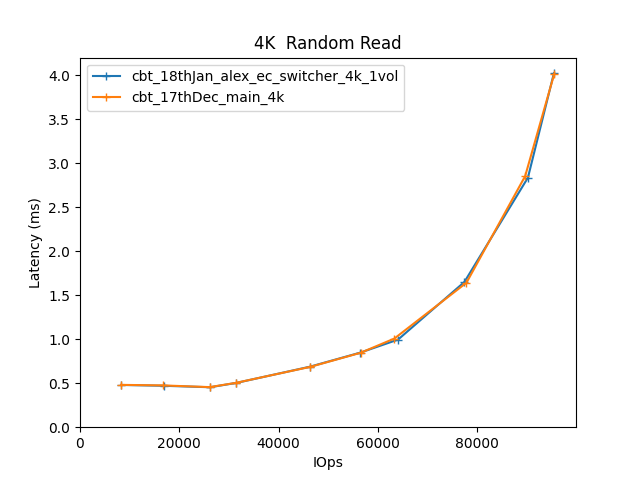 4K  Random Read
cbt_18thJan_alex_ec_switcher_4k_1vol
cbt_17thDec_main_4k
Latency (ms)
4.0
3.5
3.0
2.5
2.0
1.5
1.0
0.5
0.0
0
20000
40000
60000
80000
IOps